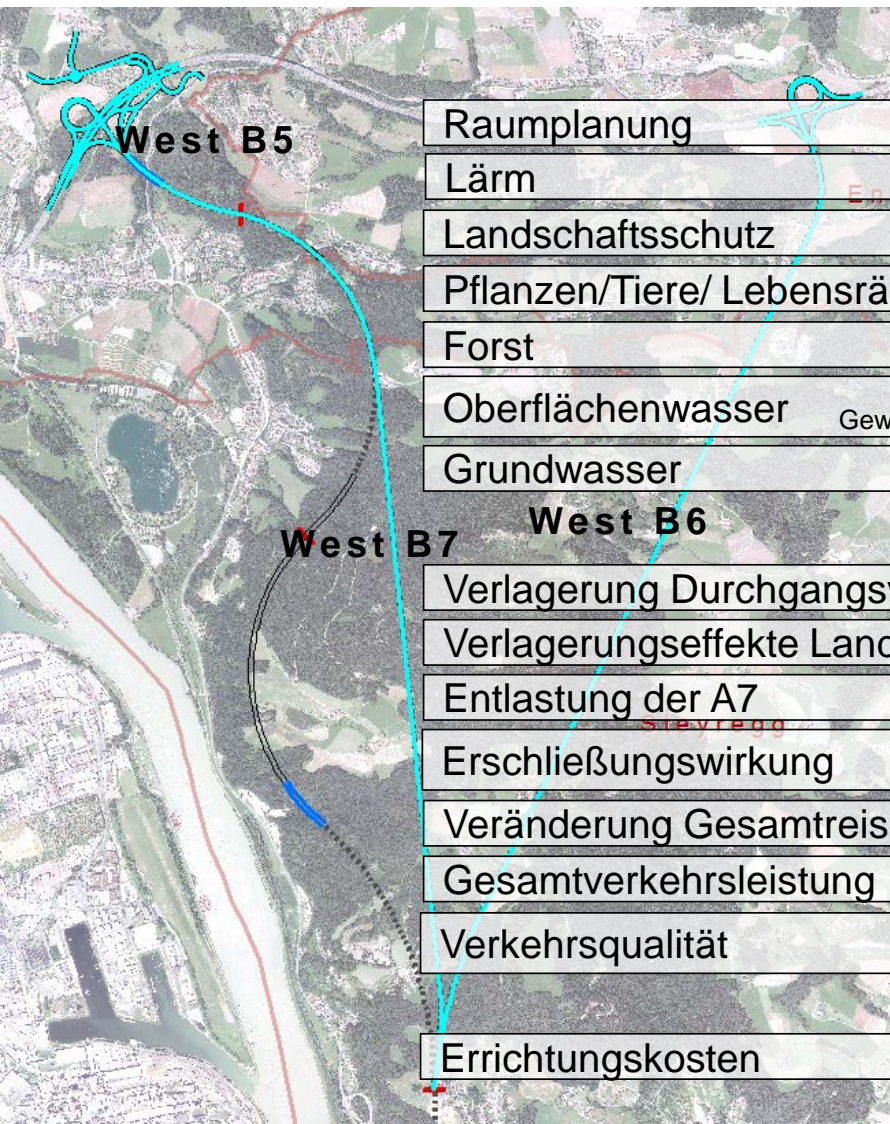 West B5
Raumplanung
Lärm
Landschaftsschutz
Pflanzen/Tiere/ Lebensrä
Forst
Oberflächenwasser Gew
Grundwasser
West B6
West B7
Verlagerung Durchgangsv
Verlagerungseffekte Land
Entlastung der A7
Steyregg
Erschließungswirkung
Veränderung Gesamtreis
Gesamtverkehrsleistung
Verkehrsqualität
Errichtungskosten